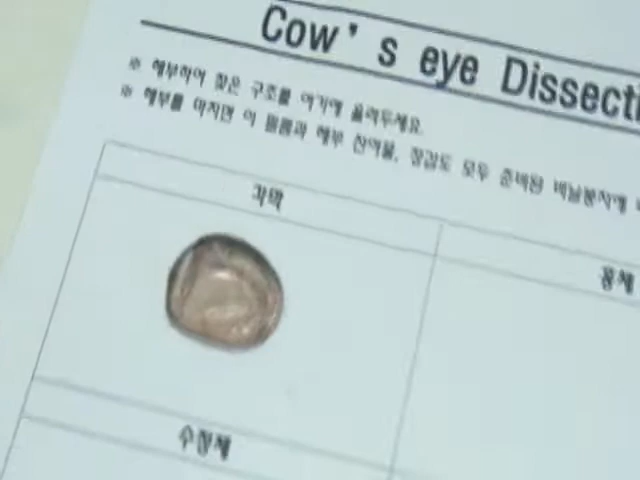 Cow's eye Dissecti
※ 해부하여 찾은 구조를 여기에 올려두세요.
※ 해부를 마치면 이 필름과 해부 잔여물, 장갑도 모두 준비된 비닐봉지에
각막
홍채
수정체